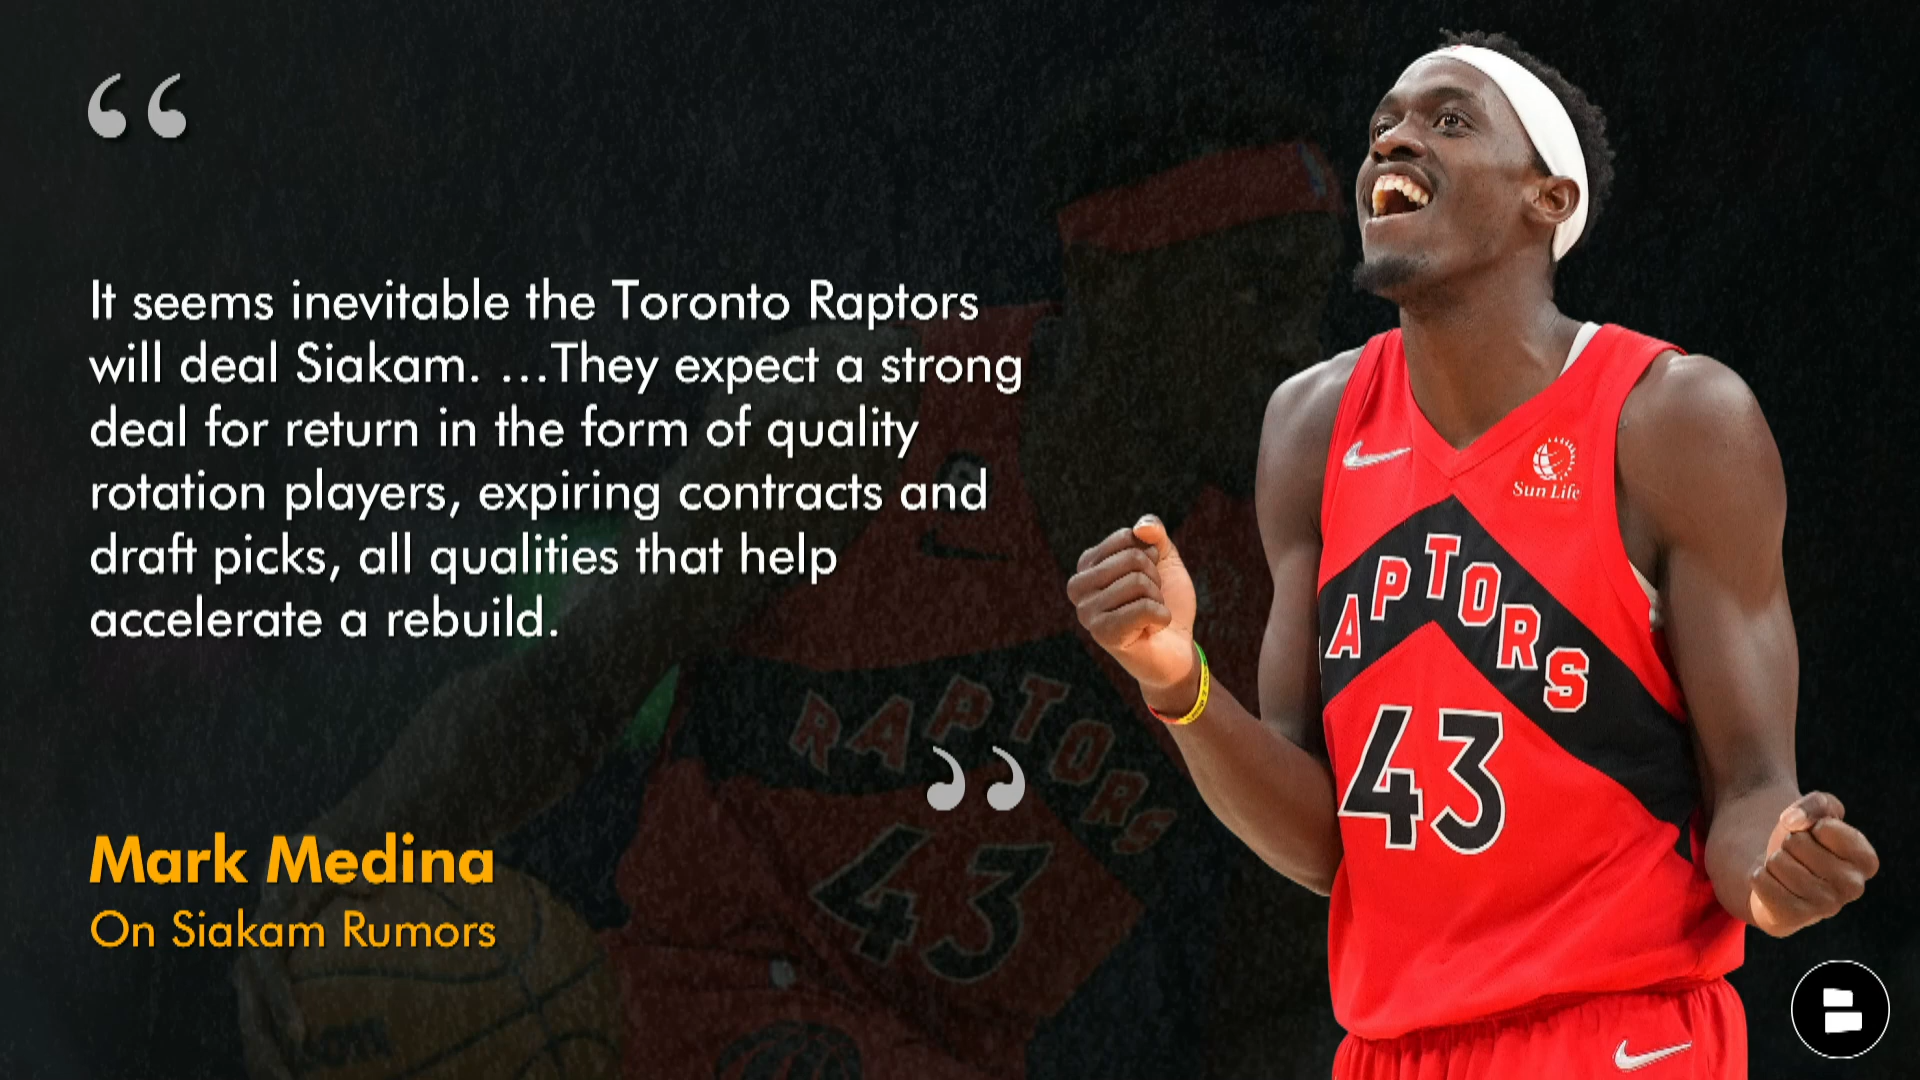 “
It seems inevitable the Toronto Raptors
will deal Siakam. ...They expect a strong
deal for return in the form of quality
rotation players, expiring contracts and
draft picks, all qualities that help
accelerate a rebuild.
”
Mark Medina
On Siakam Rumors
Sun Life
RAPTORS
43
RAPTORS
43